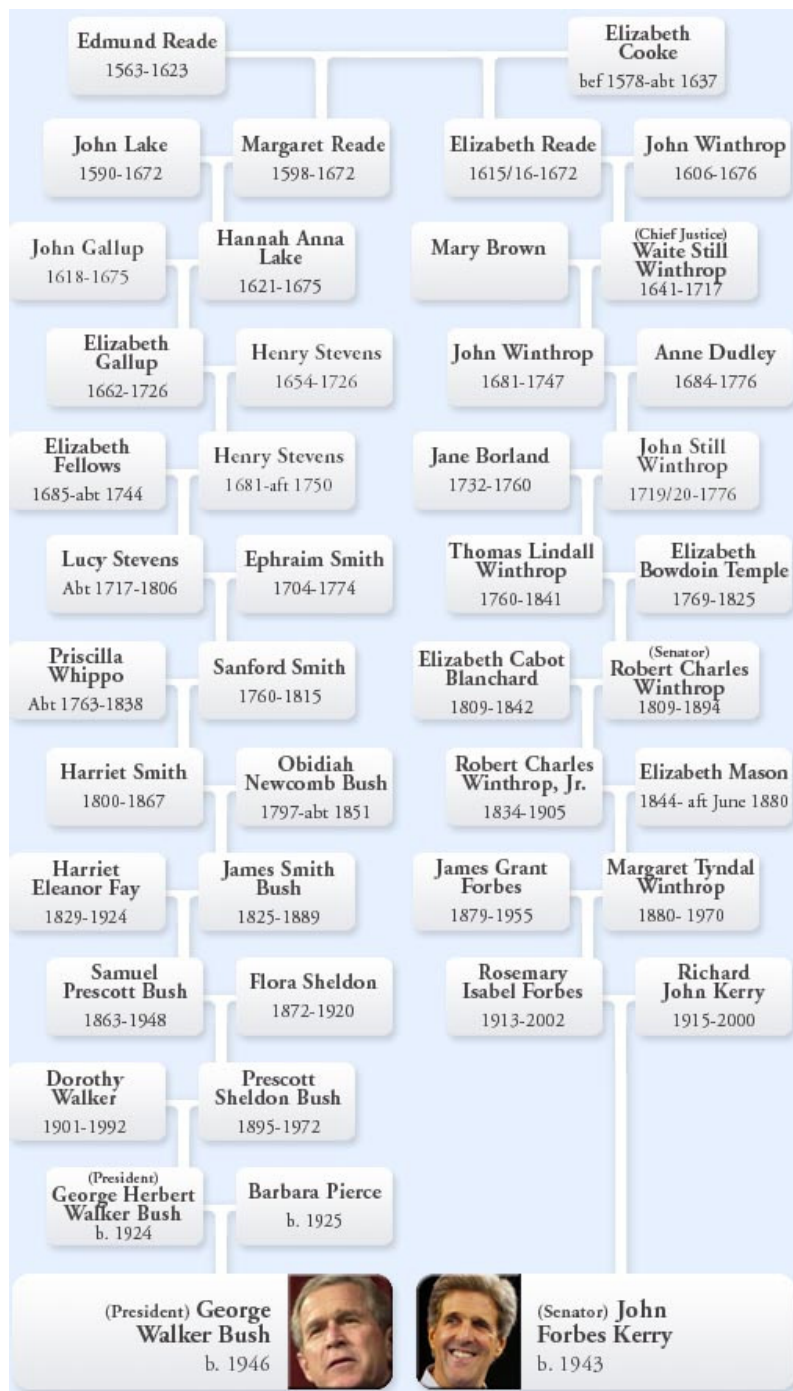 Edmund Reade
1563-1623
Elizabeth
Cooke
bef 1578-abt 1637
John Lake
1590-1672
Margaret Reade
1598-1672
Elizabeth Reade
1615/16-1672
John Winthrop
1606-1676
John Gallup
1618-1675
Hannah Anna
Lake
1621-1675
Mary Brown
(Chief Justice)
Waite Still
Winthrop
1641-1717
Elizabeth
Gallup
1662-1726
Henry Stevens
1654-1726
John Winthrop
1681-1747
Anne Dudley
1684-1776
Elizabeth
Fellows
1685-abt 1744
Henry Stevens
1681-aft 1750
Jane Borland
1732-1760
John Still
Winthrop
1719/20-1776
Lucy Stevens
Abt 1717-1806
Ephraim Smith
1704-1774
Thomas Lindall
Winthrop
1760-1841
Elizabeth
Bowdoin Temple
1769-1825
Priscilla
Whippo
Abt 1763-1838
Sanford Smith
1760-1815
Elizabeth Cabot
Blanchard
1809-1842
(Senator)
Robert Charles
Winthrop
1809-1894
Harriet Smith
1800-1867
Obidiah
Newcomb Bush
1797-abt 1851
Robert Charles
Winthrop, Jr.
1834-1905
Elizabeth Mason
1844- aft June 1880
Harriet
Eleanor Fay
1829-1924
James Smith
Bush
1825-1889
James Grant
Forbes
1879-1955
Margaret Tyndal
Winthrop
1880- 1970
Samuel
Prescott Bush
1863-1948
Flora Sheldon
1872-1920
Rosemary
Isabel Forbes
1913-2002
Richard
John Kerry
1915-2000
Dorothy
Walker
1901-1992
Prescott
Sheldon Bush
1895-1972
(President)
George Herbert
Walker Bush
b. 1924
Barbara Pierce
b. 1925
(President) George
Walker Bush
b. 1946
(Senator) John
Forbes Kerry
b. 1943